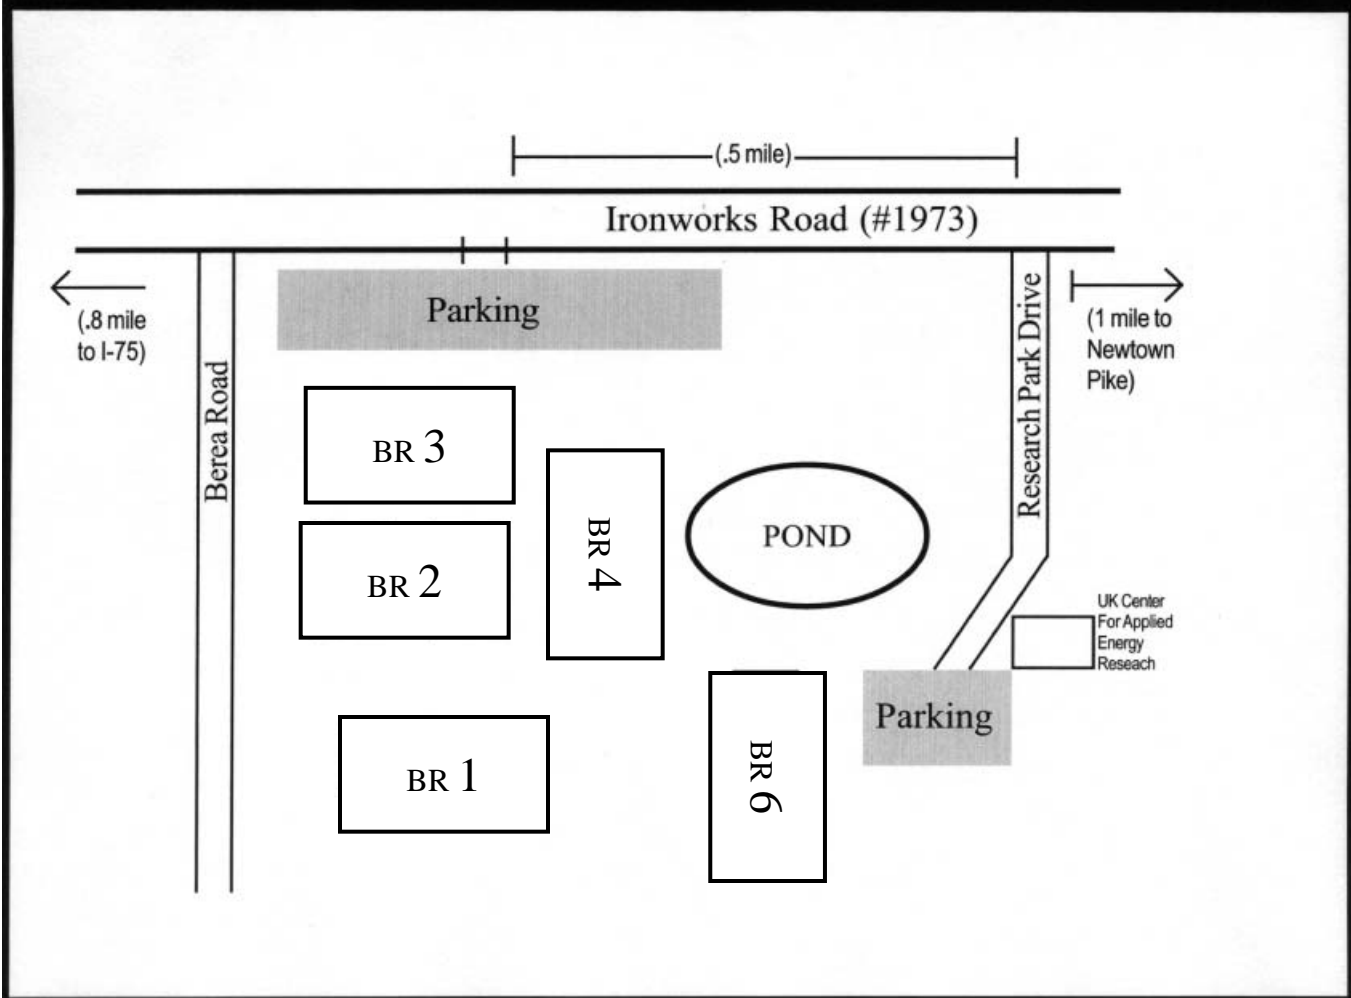 (.5 mile)
Ironworks Road (#1973)
Parking
(.8 mile
to I-75)
Berea Road
Research Park Drive
(1 mile to
Newtown
Pike)
BR 3
BR 4
POND
BR 2
UK Center
For Applied
Energy
Reseach
Parking
BR 1
BR 6